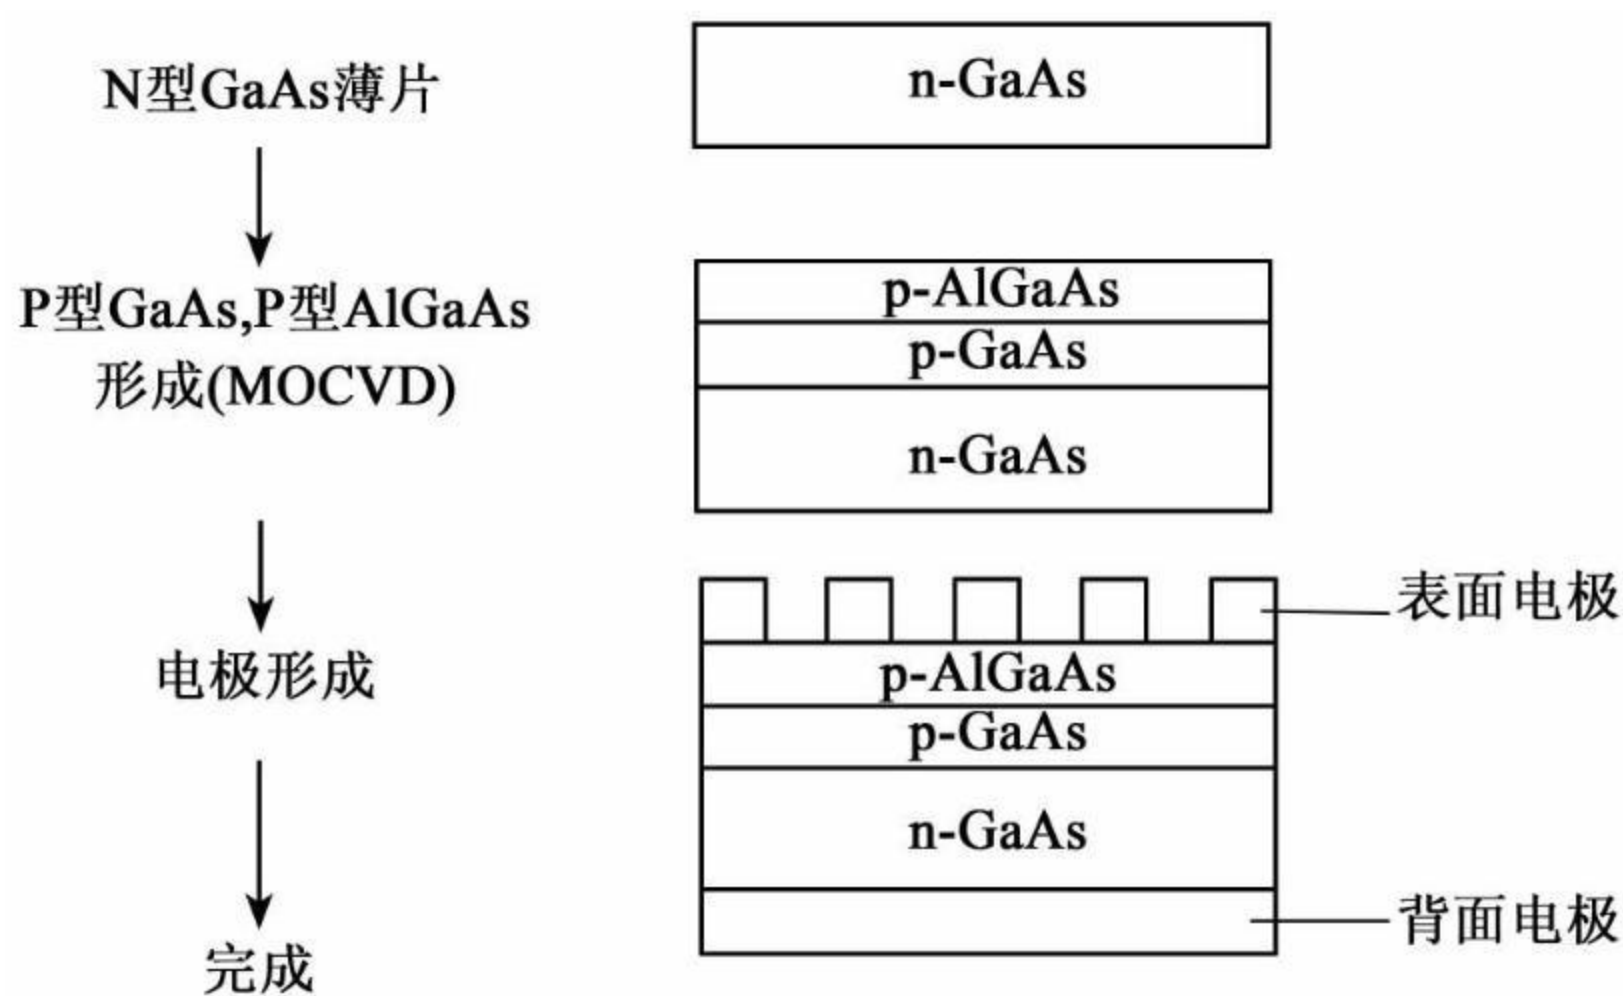 N型GaAs薄片
n-GaAs
P型GaAs,P型AlGaAs
形成(MOCVD)
p-AlGaAs
p-GaAs
n-GaAs
电极形成
表面电极
p-AlGaAs
p-GaAs
n-GaAs
背面电极
完成